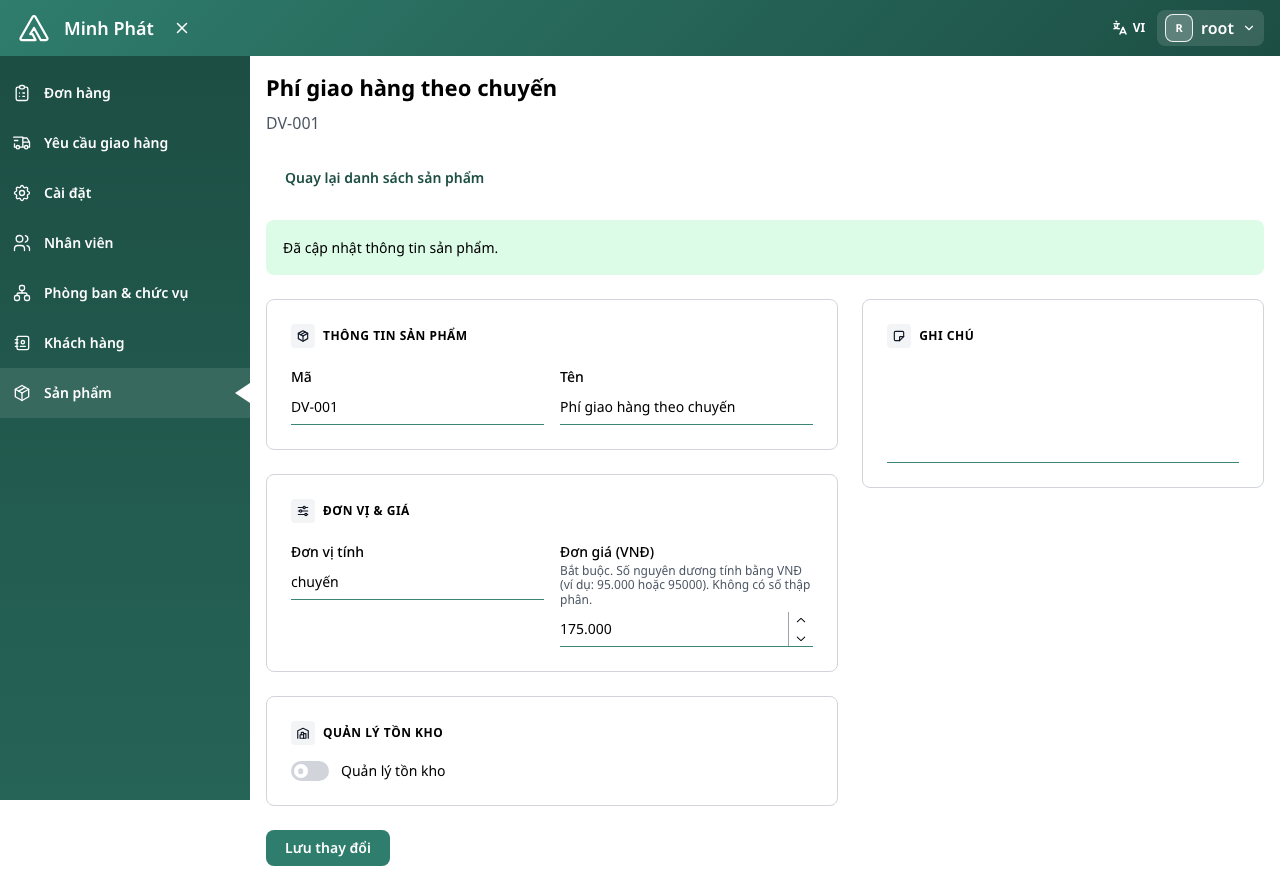 Minh Phát
VI
R
root
Đơn hàng
Yêu cầu giao hàng
Cài đặt
Nhân viên
Phòng ban & chức vụ
Khách hàng
Sản phẩm
Phí giao hàng theo chuyến
DV-001
Quay lại danh sách sản phẩm
Đã cập nhật thông tin sản phẩm.
THÔNG TIN SẢN PHẨM
Mã
DV-001
Tên
Phí giao hàng theo chuyến
ĐƠN VỊ & GIÁ
Đơn vị tính
chuyến
Đơn giá (VNĐ)
Bắt buộc. Số nguyên dương tính bằng VNĐ
(ví dụ: 95.000 hoặc 95000). Không có số thập
phân.
175.000
QUẢN LÝ TỒN KHO
Quản lý tồn kho
Lưu thay đổi
GHI CHÚ